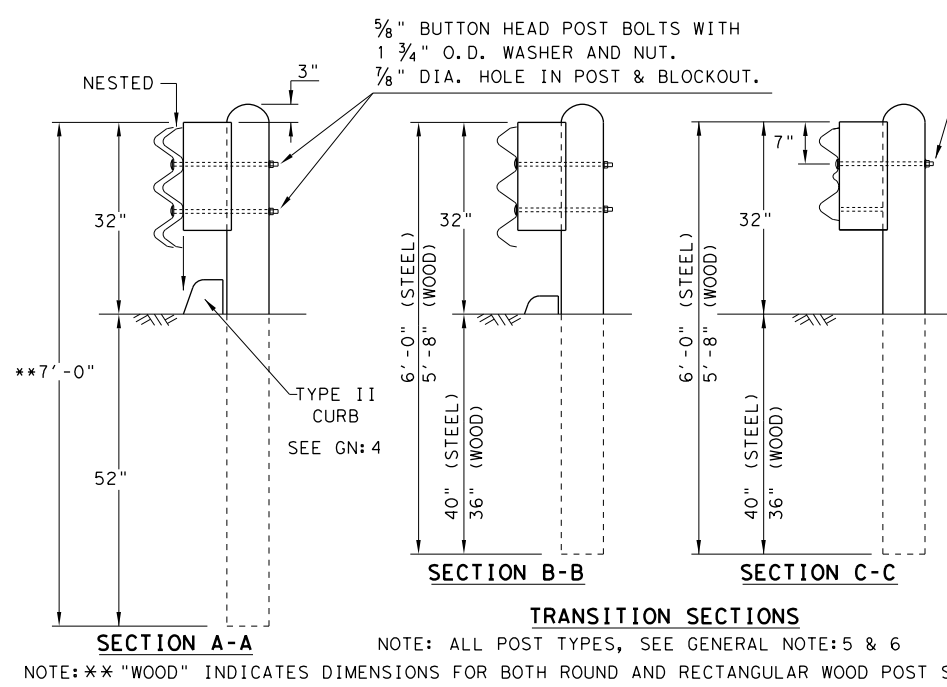 ⅝" BUTTON HEAD POST BOLTS WITH
1 ¾" O.D. WASHER AND NUT.
⅞" DIA. HOLE IN POST & BLOCKOUT.
NESTED
3"
32"
**7'-0"
52"
TYPE II
CURB
SEE GN:4
SECTION A-A
32"
6'-0" (STEEL)
5'-8" (WOOD)
40" (STEEL)
36" (WOOD)
SECTION B-B
7"
32"
6'-0" (STEEL)
5'-8" (WOOD)
40" (STEEL)
36" (WOOD)
SECTION C-C
TRANSITION SECTIONS
NOTE: ALL POST TYPES, SEE GENERAL NOTE:5 & 6
NOTE:** "WOOD" INDICATES DIMENSIONS FOR BOTH ROUND AND RECTANGULAR WOOD POST